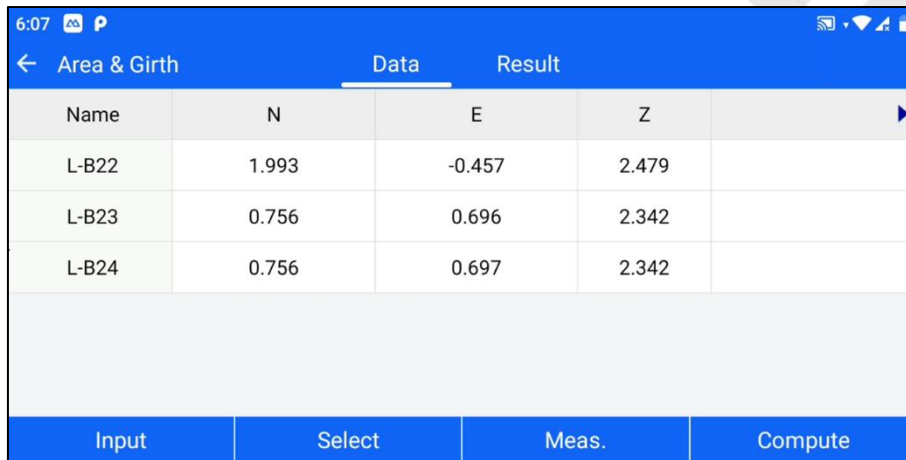 6:07
Area & Girth Data Result
Name N E Z
L-B22 1.993 -0.457 2.479
L-B23 0.756 0.696 2.342
L-B24 0.756 0.697 2.342
Input Select Meas. Compute